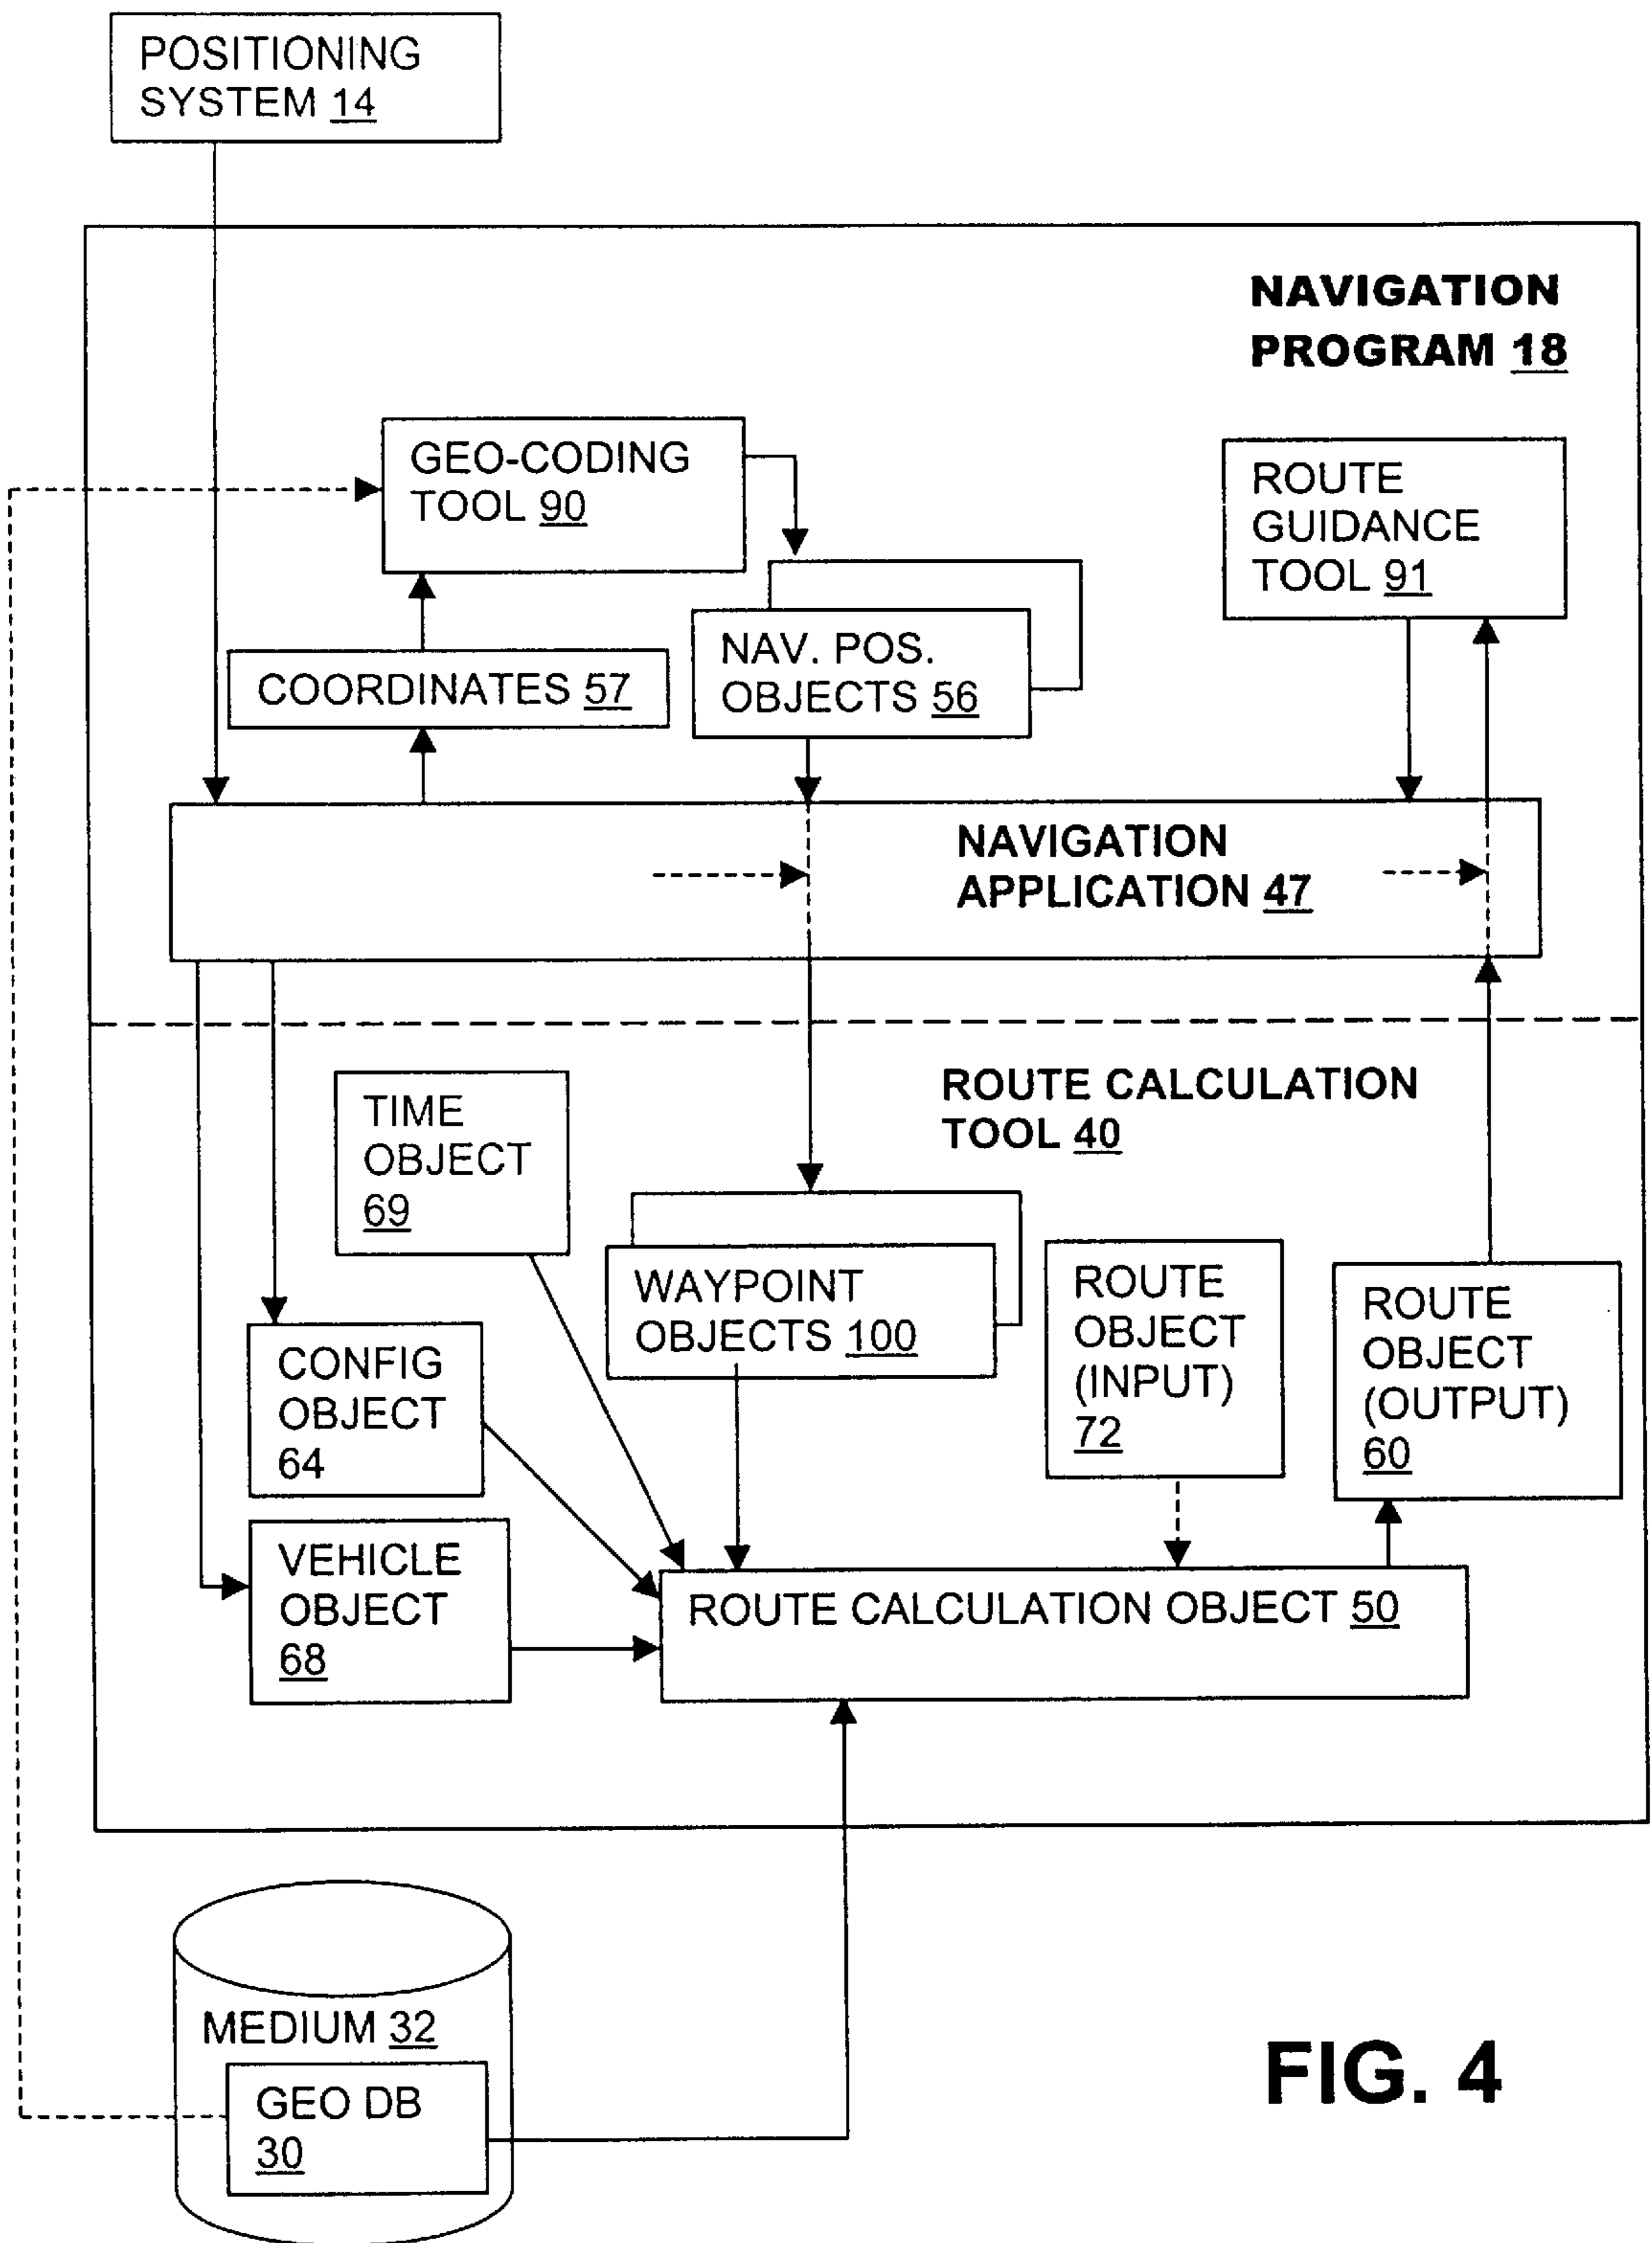 POSITIONING
SYSTEM 14
NAVIGATION
PROGRAM 18
GEO-CODING
TOOL 90
ROUTE
GUIDANCE
TOOL 91
COORDINATES 57
NAV. POS.
OBJECTS 56
NAVIGATION
APPLICATION 47
ROUTE CALCULATION
TOOL 40
TIME
OBJECT
69
WAYPOINT
OBJECTS 100
ROUTE
OBJECT
(INPUT)
72
ROUTE
OBJECT
(OUTPUT)
60
CONFIG
OBJECT
64
VEHICLE
OBJECT
68
ROUTE CALCULATION OBJECT 50
MEDIUM 32
GEO DB
30
FIG. 4